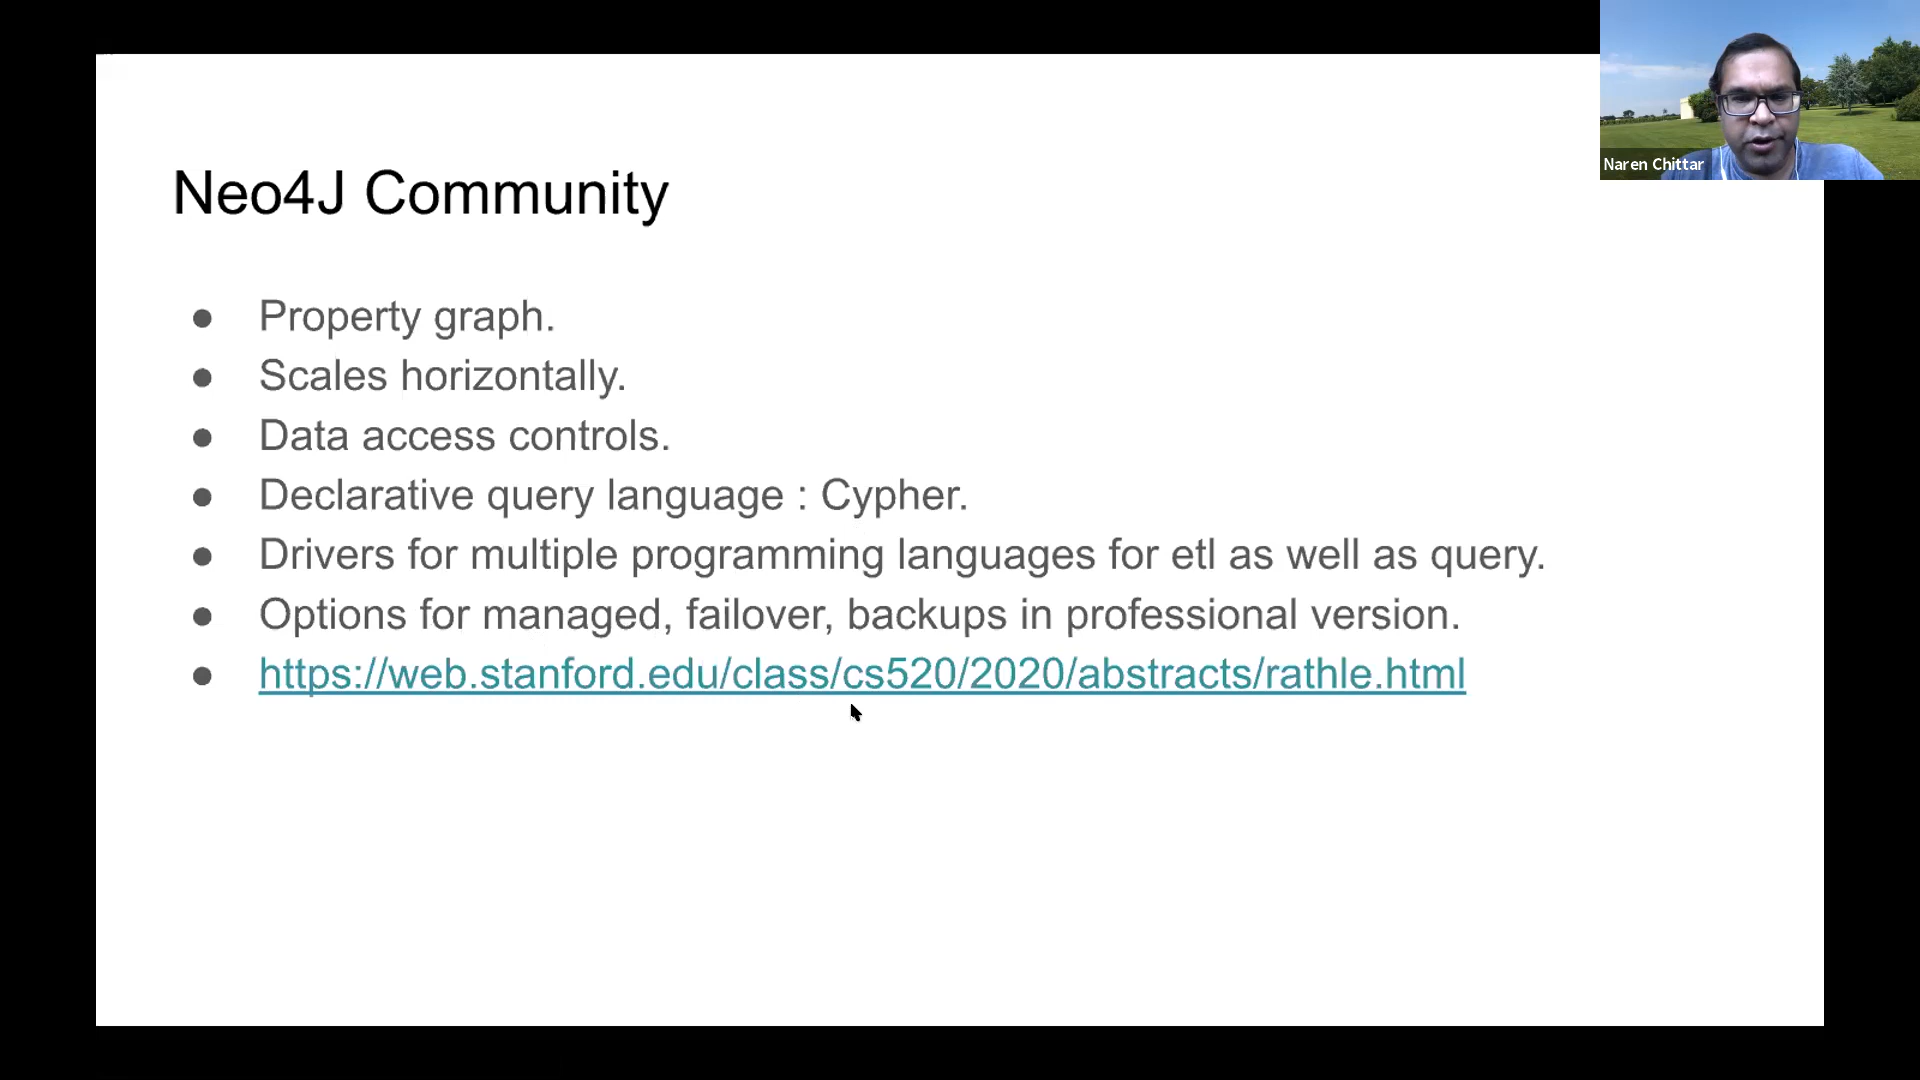 Neo4J Community
Property graph.
Scales horizontally.
Data access controls.
Declarative query language : Cypher.
Drivers for multiple programming languages for etl as well as query.
Options for managed, failover, backups in professional version.
https://web.stanford.edu/class/cs520/2020/abstracts/rathle.html
Naren Chittar